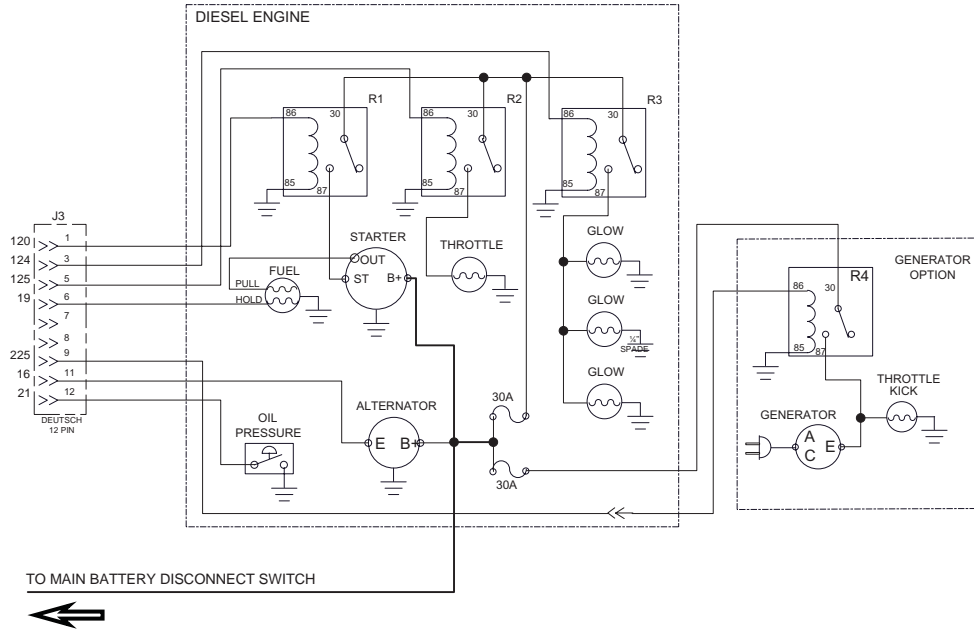 DIESEL ENGINE
R1
R2
R3
86
30
86
30
86
30
85
87
85
87
85
87
J3
120
1
124
3
125
5
19
6
7
8
225
9
16
11
21
12
DEUTSCH
12 PIN
STARTER
OUT
ST
B+
FUEL
PULL
HOLD
THROTTLE
GLOW
GLOW
¼"
SPADE
GLOW
GENERATOR
OPTION
R4
86
30
85
87
THROTTLE
KICK
GENERATOR
A
C
E
OIL
PRESSURE
ALTERNATOR
E
B+
30A
30A
TO MAIN BATTERY DISCONNECT SWITCH